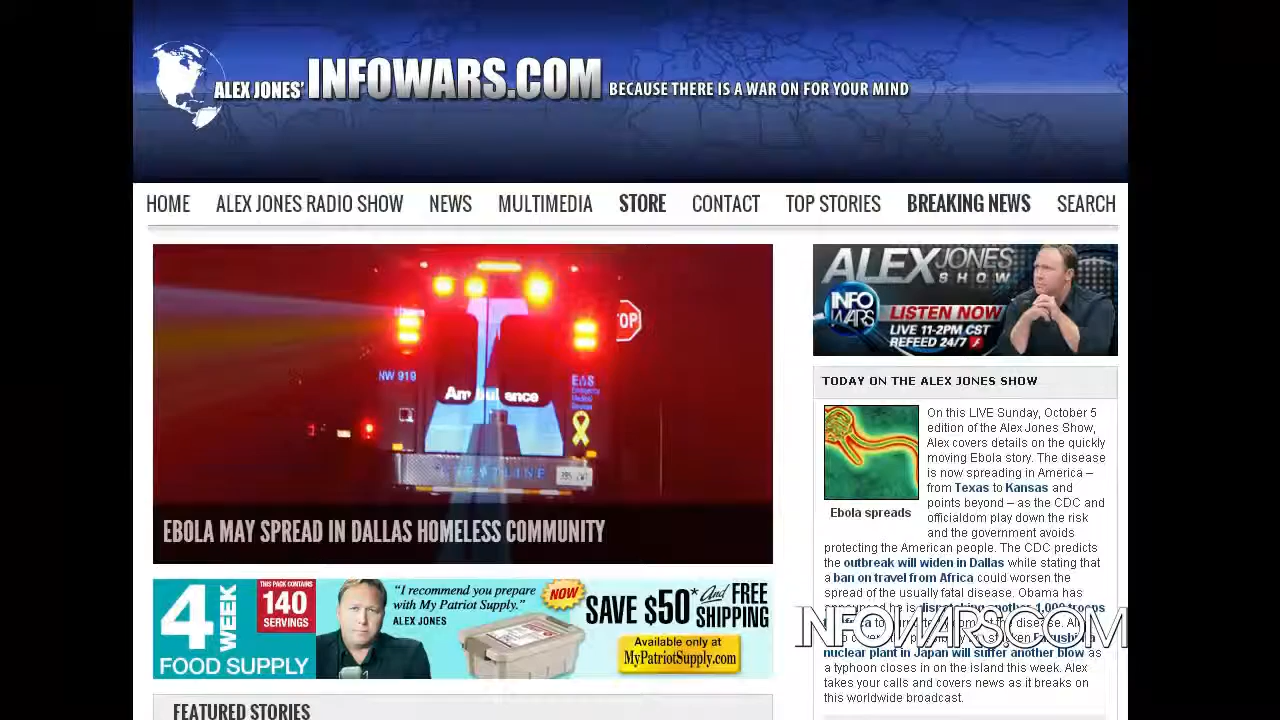 ALEX JONES' INFOWARS.COM BECAUSE THERE IS A WAR ON FOR YOUR MIND
HOME ALEX JONES RADIO SHOW NEWS MULTIMEDIA STORE CONTACT TOP STORIES BREAKING NEWS SEARCH
OP
NW 919
EMS
Ambulance
EBOLA MAY SPREAD IN DALLAS HOMELESS COMMUNITY
4 WEEK
FOOD SUPPLY
THIS PACK CONTAINS
140
SERVINGS
"I recommend you prepare
with My Patriot Supply."
ALEX JONES
NOW
SAVE $50* And FREE
SHIPPING
Available only at
MyPatriotSupply.com
FEATURED STORIES
ALEX JONES
SHOW
INFO
WARS
LISTEN NOW
LIVE 11-2PM CST
REFEED 24/7
TODAY ON THE ALEX JONES SHOW
Ebola spreads
On this LIVE Sunday, October 5
edition of the Alex Jones Show,
Alex covers details on the quickly
moving Ebola story. The disease
is now spreading in America –
from Texas to Kansas and
points beyond – as the CDC and
officialdom play down the risk
and the government avoids
protecting the American people. The CDC predicts
the outbreak will widen in Dallas while stating that
a ban on travel from Africa could worsen the
spread of the usually fatal disease. Obama has
nuclear plant in Japan will suffer another blow as
a typhoon closes in on the island this week. Alex
takes your calls and covers news as it breaks on
this worldwide broadcast.
INFOWARS.COM